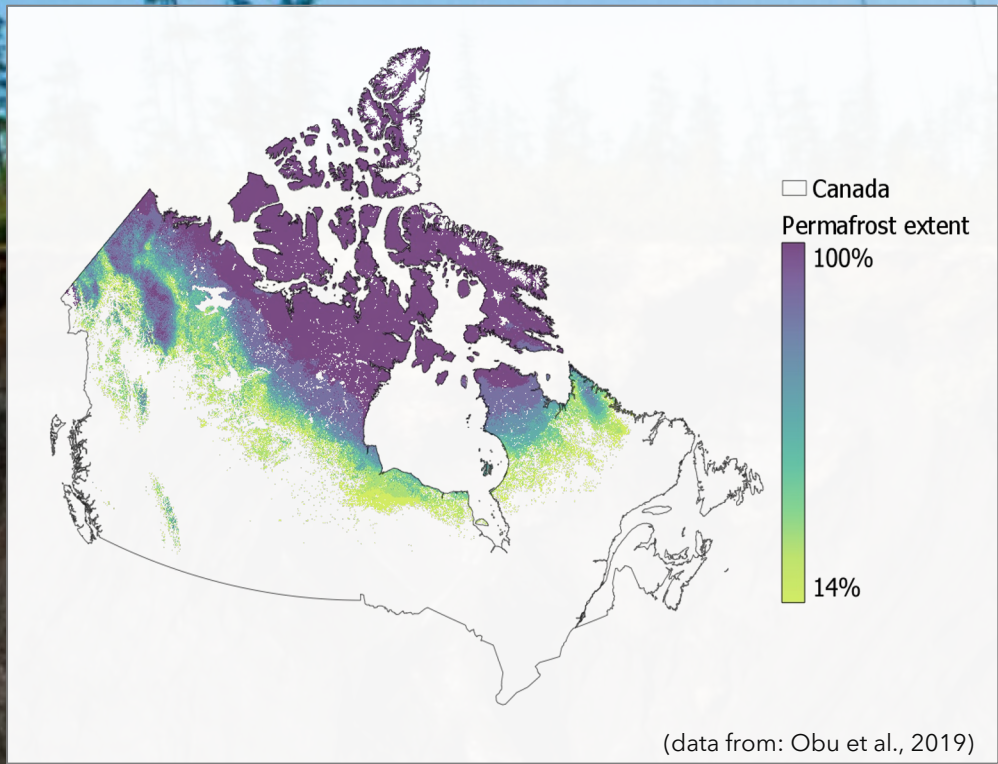 Canada
Permafrost extent
100%
14%
(data from: Obu et al., 2019)